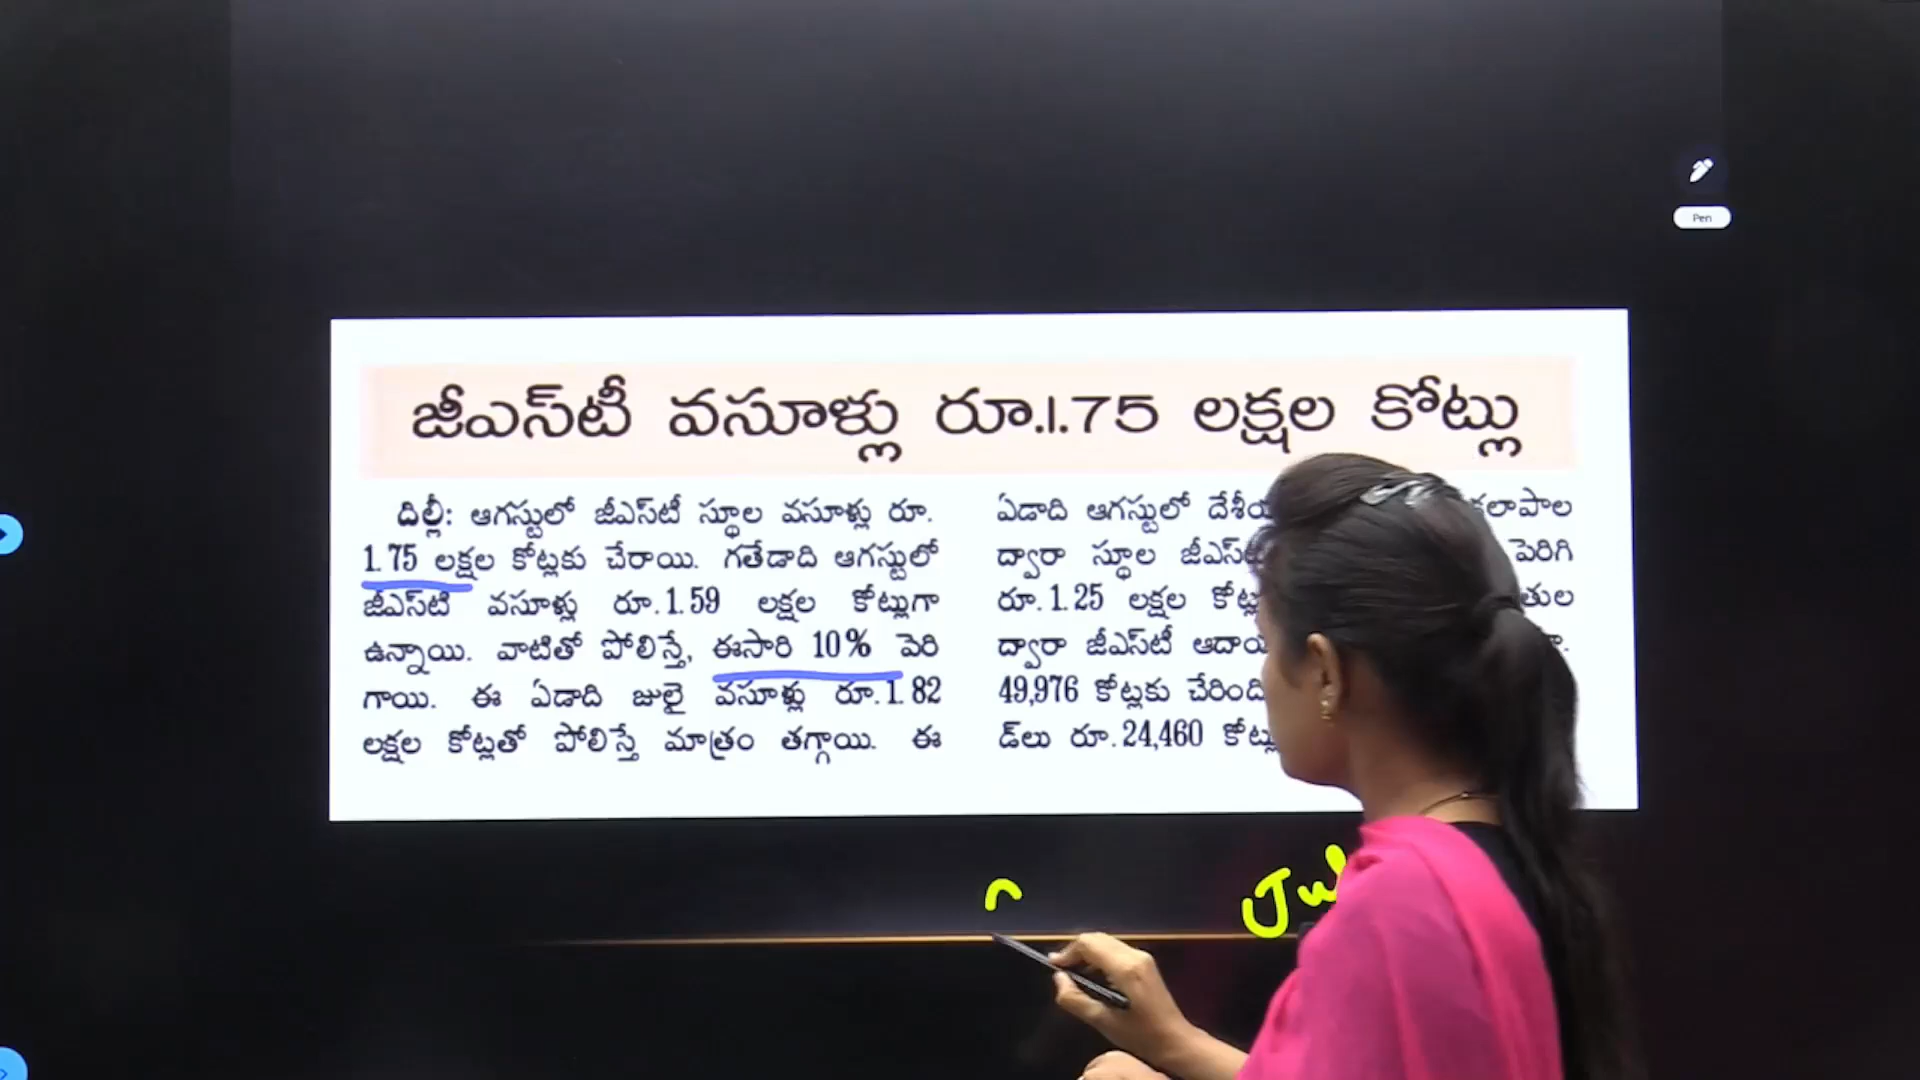 Pen
జీఎస్‌టీ వసూళ్లు రూ.1.75 లక్షల కోట్లు
దిల్లీ: ఆగస్టులో జీఎస్‌టీ స్థూల వసూళ్లు రూ.
1.75 లక్షల కోట్లకు చేరాయి. గతేడాది ఆగస్టులో
జీఎస్‌టీ వసూళ్లు రూ.1.59 లక్షల కోట్లుగా
ఉన్నాయి. వాటితో పోలిస్తే, ఈసారి 10% పెరి
గాయి. ఈ ఏడాది జులై వసూళ్లు రూ.1.82
లక్షల కోట్లతో పోలిస్తే మాత్రం తగ్గాయి. ఈ
ఏడాది ఆగస్టులో
ద్వారా స్థూల పెరిగి
రూ.1.25 లక్షల
ద్వారా జీఎస్‌టీ
49,976 కోట్లకు
డ్‌లు రూ.24,460